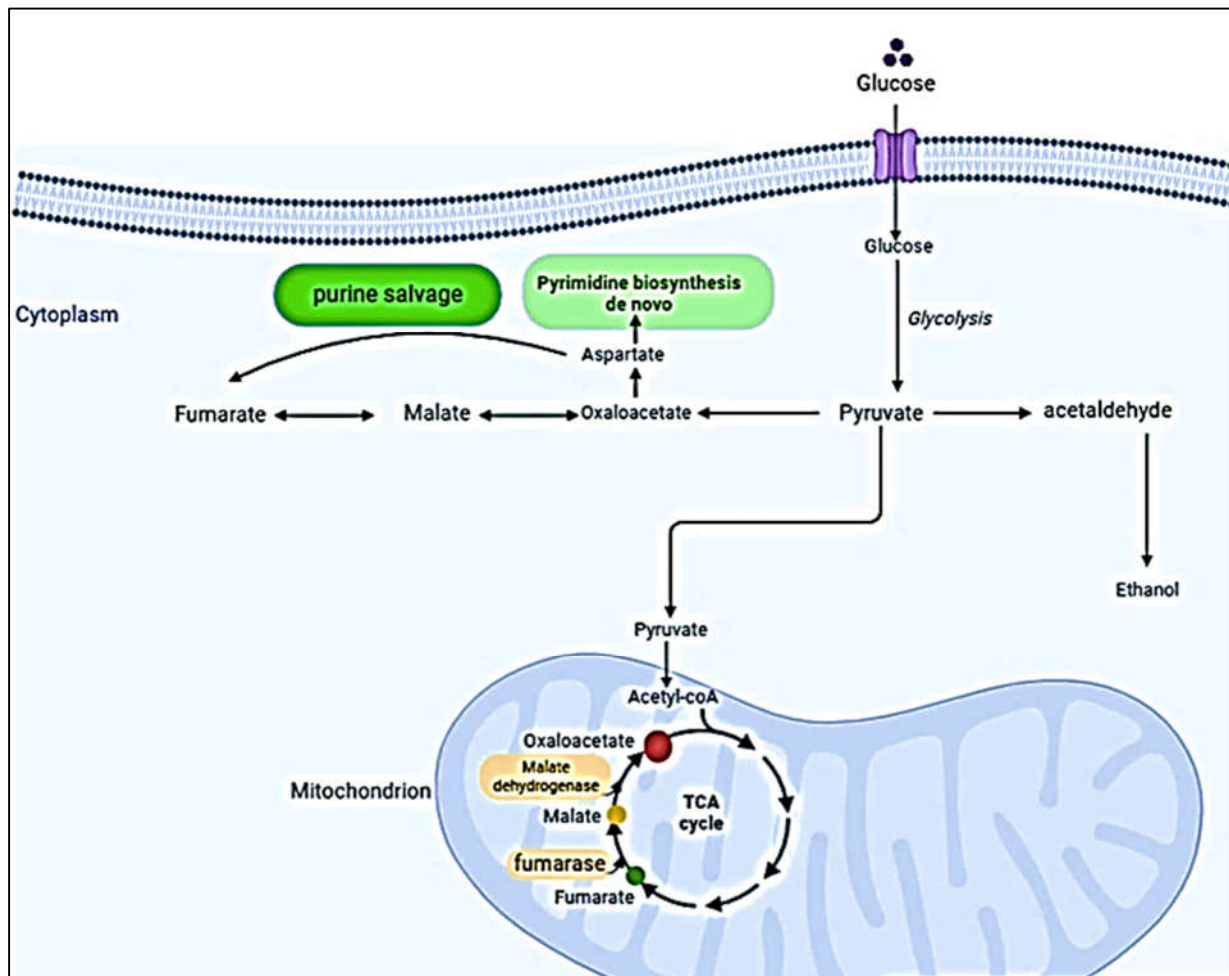 Glucose
Glucose
purine salvage
Pyrimidine biosynthesis
de novo
Cytoplasm
Glycolysis
Aspartate
Fumarate
Malate
Oxaloacetate
Pyruvate
acetaldehyde
Ethanol
Pyruvate
Acetyl-coA
Oxaloacetate
Malate
dehydrogenase
Mitochondrion
TCA
cycle
Malate
fumarase
Fumarate